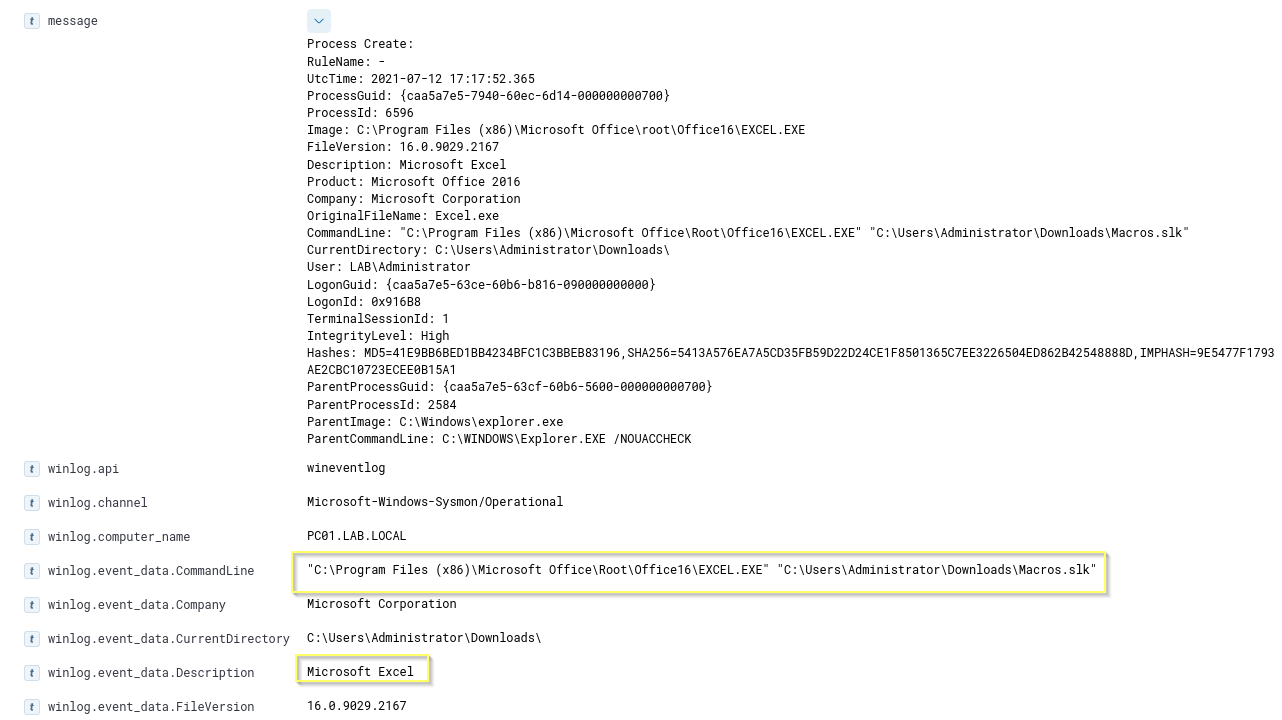 t message
Process Create:
RuleName: -
UtcTime: 2021-07-12 17:17:52.365
ProcessGuid: {caa5a7e5-7940-60ec-6d14-000000000700}
ProcessId: 6596
Image: C:\Program Files (x86)\Microsoft Office\root\Office16\EXCEL.EXE
FileVersion: 16.0.9029.2167
Description: Microsoft Excel
Product: Microsoft Office 2016
Company: Microsoft Corporation
OriginalFileName: Excel.exe
CommandLine: "C:\Program Files (x86)\Microsoft Office\Root\Office16\EXCEL.EXE" "C:\Users\Administrator\Downloads\Macros.slk"
CurrentDirectory: C:\Users\Administrator\Downloads\
User: LAB\Administrator
LogonGuid: {caa5a7e5-63ce-60b6-b816-090000000000}
LogonId: 0x916B8
TerminalSessionId: 1
IntegrityLevel: High
Hashes: MD5=41E9BB6BED1BB4234BFC1C3BBEB83196,SHA256=5413A576EA7A5CD35FB59D22D24CE1F8501365C7EE3226504ED862B42548888D,IMPHASH=9E5477F1793
AE2CBC10723ECEE0B15A1
ParentProcessGuid: {caa5a7e5-63cf-60b6-5600-000000000700}
ParentProcessId: 2584
ParentImage: C:\Windows\explorer.exe
ParentCommandLine: C:\WINDOWS\Explorer.EXE /NOUACCHECK
t winlog.api wineventlog
t winlog.channel Microsoft-Windows-Sysmon/Operational
t winlog.computer_name PC01.LAB.LOCAL
t winlog.event_data.CommandLine "C:\Program Files (x86)\Microsoft Office\Root\Office16\EXCEL.EXE" "C:\Users\Administrator\Downloads\Macros.slk"
t winlog.event_data.Company Microsoft Corporation
t winlog.event_data.CurrentDirectory C:\Users\Administrator\Downloads\
t winlog.event_data.Description Microsoft Excel
t winlog.event_data.FileVersion 16.0.9029.2167